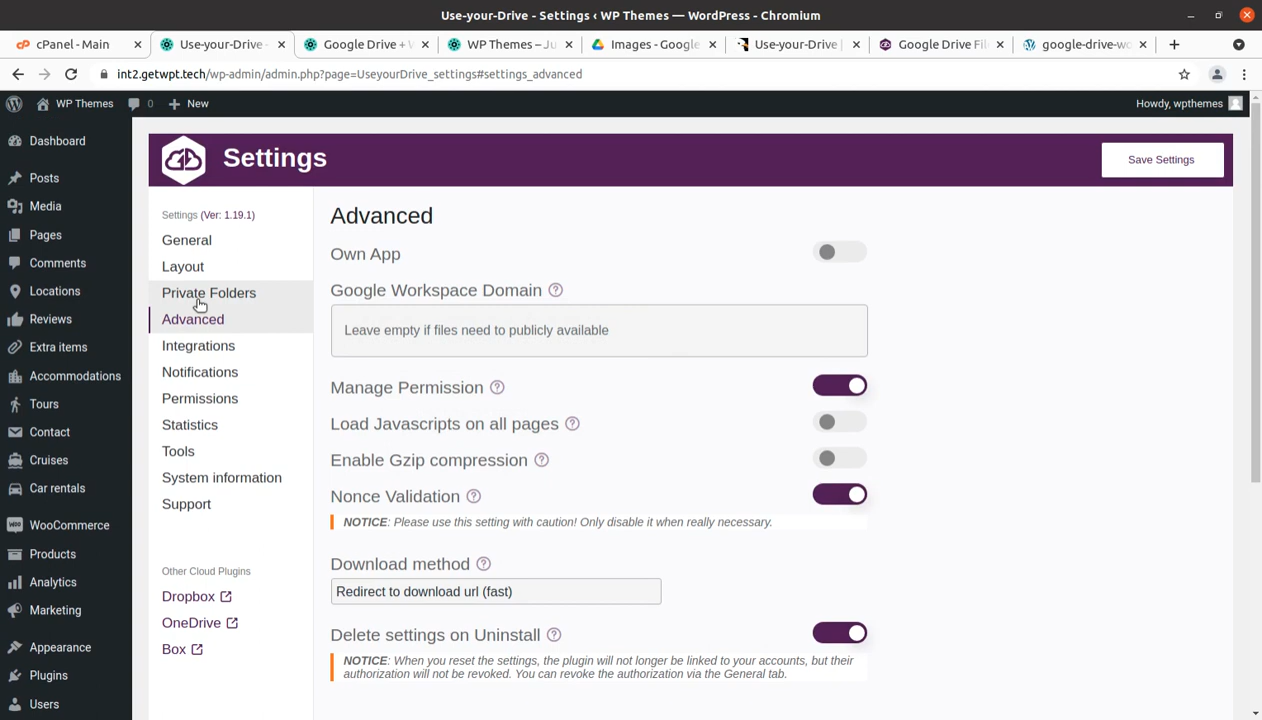 Use-your-Drive - Settings ‹ WP Themes — WordPress - Chromium
cPanel - Main
Use-your-Drive
Google Drive + W
WP Themes – Ju
Images - Google
Use-your-Drive |
Google Drive Fil
google-drive-wo
int2.getwpt.tech/wp-admin/admin.php?page=UseyourDrive_settings#settings_advanced
WP Themes
0
New
Howdy, wpthemes
Dashboard
Posts
Media
Pages
Comments
Locations
Reviews
Extra items
Accommodations
Tours
Contact
Cruises
Car rentals
WooCommerce
Products
Analytics
Marketing
Appearance
Plugins
Users
Settings
Save Settings
Settings (Ver: 1.19.1)
General
Layout
Private Folders
Advanced
Integrations
Notifications
Permissions
Statistics
Tools
System information
Support
Other Cloud Plugins
Dropbox
OneDrive
Box
Advanced
Own App
Google Workspace Domain
Leave empty if files need to publicly available
Manage Permission
Load Javascripts on all pages
Enable Gzip compression
Nonce Validation
NOTICE: Please use this setting with caution! Only disable it when really necessary.
Download method
Redirect to download url (fast)
Delete settings on Uninstall
NOTICE: When you reset the settings, the plugin will not longer be linked to your accounts, but their
authorization will not be revoked. You can revoke the authorization via the General tab.